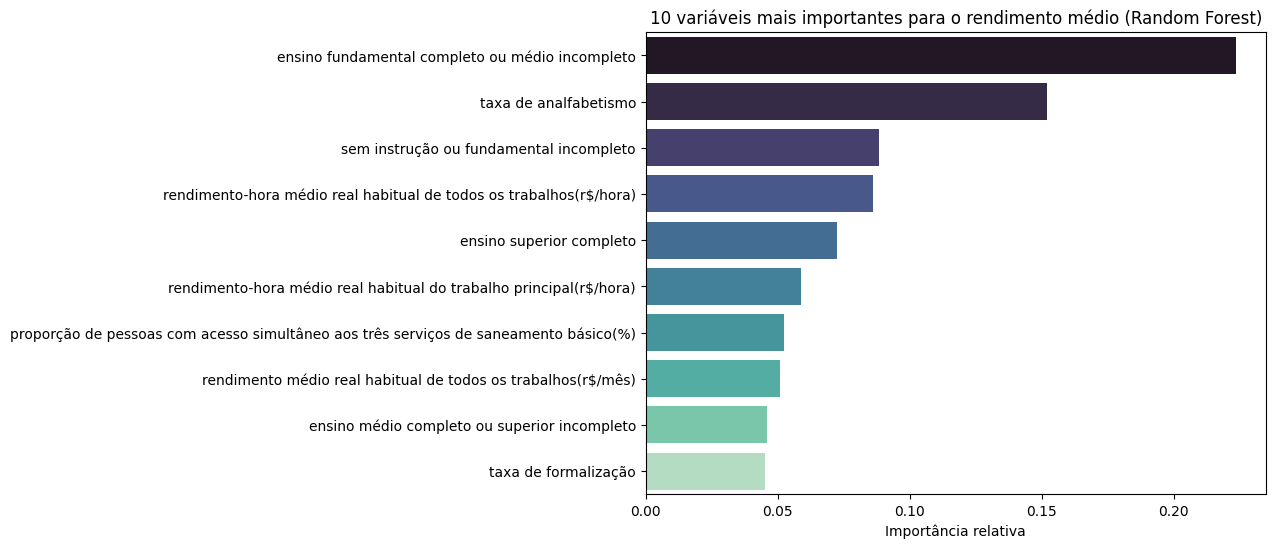 10 variáveis mais importantes para o rendimento médio (Random Forest)
ensino fundamental completo ou médio incompleto
taxa de analfabetismo
sem instrução ou fundamental incompleto
rendimento-hora médio real habitual de todos os trabalhos(r$/hora)
ensino superior completo
rendimento-hora médio real habitual do trabalho principal(r$/hora)
proporção de pessoas com acesso simultâneo aos três serviços de saneamento básico(%)
rendimento médio real habitual de todos os trabalhos(r$/mês)
ensino médio completo ou superior incompleto
taxa de formalização
0.00 0.05 0.10 0.15 0.20
Importância relativa